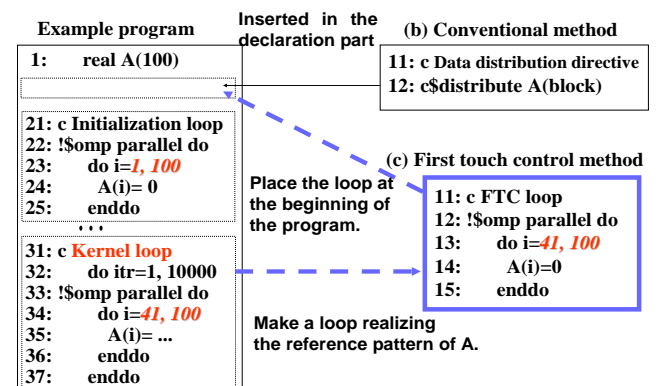 Example program
1: real A(100)
21: c Initialization loop
22: !$omp parallel do
23: do i=1, 100
24: A(i)= 0
25: enddo
...
31: c Kernel loop
32: do itr=1, 10000
33: !$omp parallel do
34: do i=41, 100
35: A(i)= ...
36: enddo
37: enddo
Inserted in the
declaration part
(b) Conventional method
11: c Data distribution directive
12: c$distribute A(block)
Place the loop at
the beginning of
the program.
(c) First touch control method
11: c FTC loop
12: !$omp parallel do
13: do i=41, 100
14: A(i)=0
15: enddo
Make a loop realizing
the reference pattern of A.